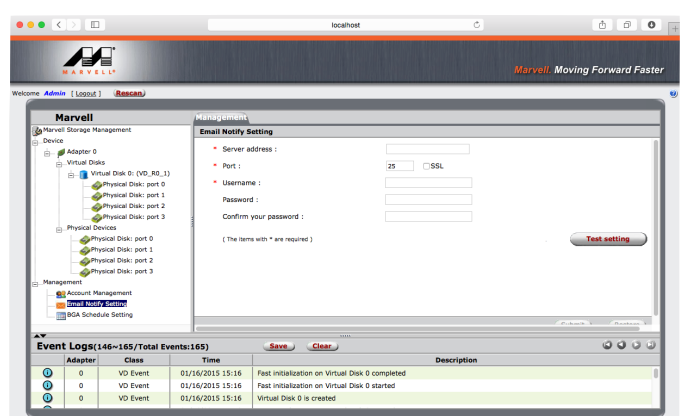 localhost
MARVELL®
Marvell. Moving Forward Faster
Welcome Admin [ Logout ] Rescan
Marvell
Marvell Storage Management
Device
Adapter 0
Virtual Disks
Virtual Disk 0: (VD_R0_1)
Physical Disk: port 0
Physical Disk: port 1
Physical Disk: port 2
Physical Disk: port 3
Physical Devices
Physical Disk: port 0
Physical Disk: port 1
Physical Disk: port 2
Physical Disk: port 3
Management
Account Management
Email Notify Setting
BGA Schedule Setting
Management
Email Notify Setting
* Server address :
* Port : 25 SSL
* Username :
Password :
Confirm your password :
( The items with * are required )
Test setting
Submit
Event Logs(146~165/Total Events:165) Save Clear
Adapter Class Time Description
0 VD Event 01/16/2015 15:16 Fast initialization on Virtual Disk 0 completed
0 VD Event 01/16/2015 15:16 Fast initialization on Virtual Disk 0 started
0 VD Event 01/16/2015 15:16 Virtual Disk 0 is created